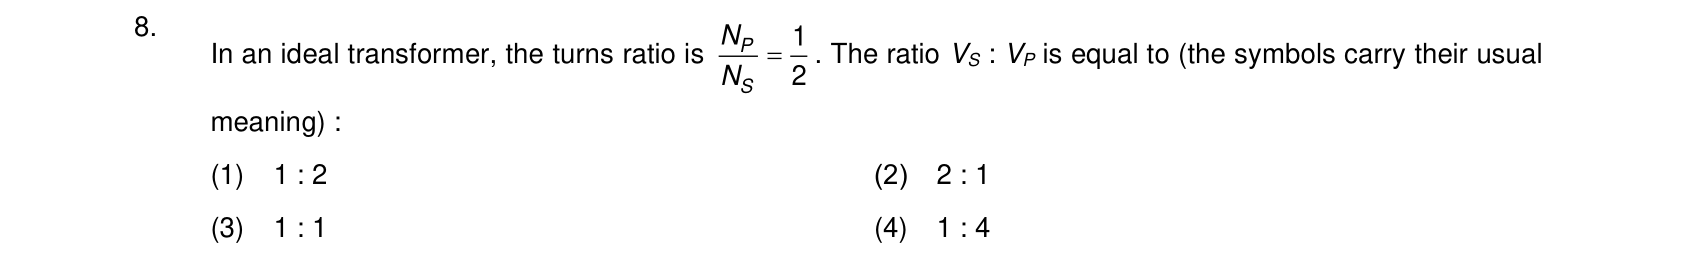 8.
In an ideal transformer, the turns ratio is N_P/N_S = 1/2. The ratio V_S : V_P is equal to (the symbols carry their usual
meaning) :
(1) 1 : 2 (2) 2 : 1
(3) 1 : 1 (4) 1 : 4